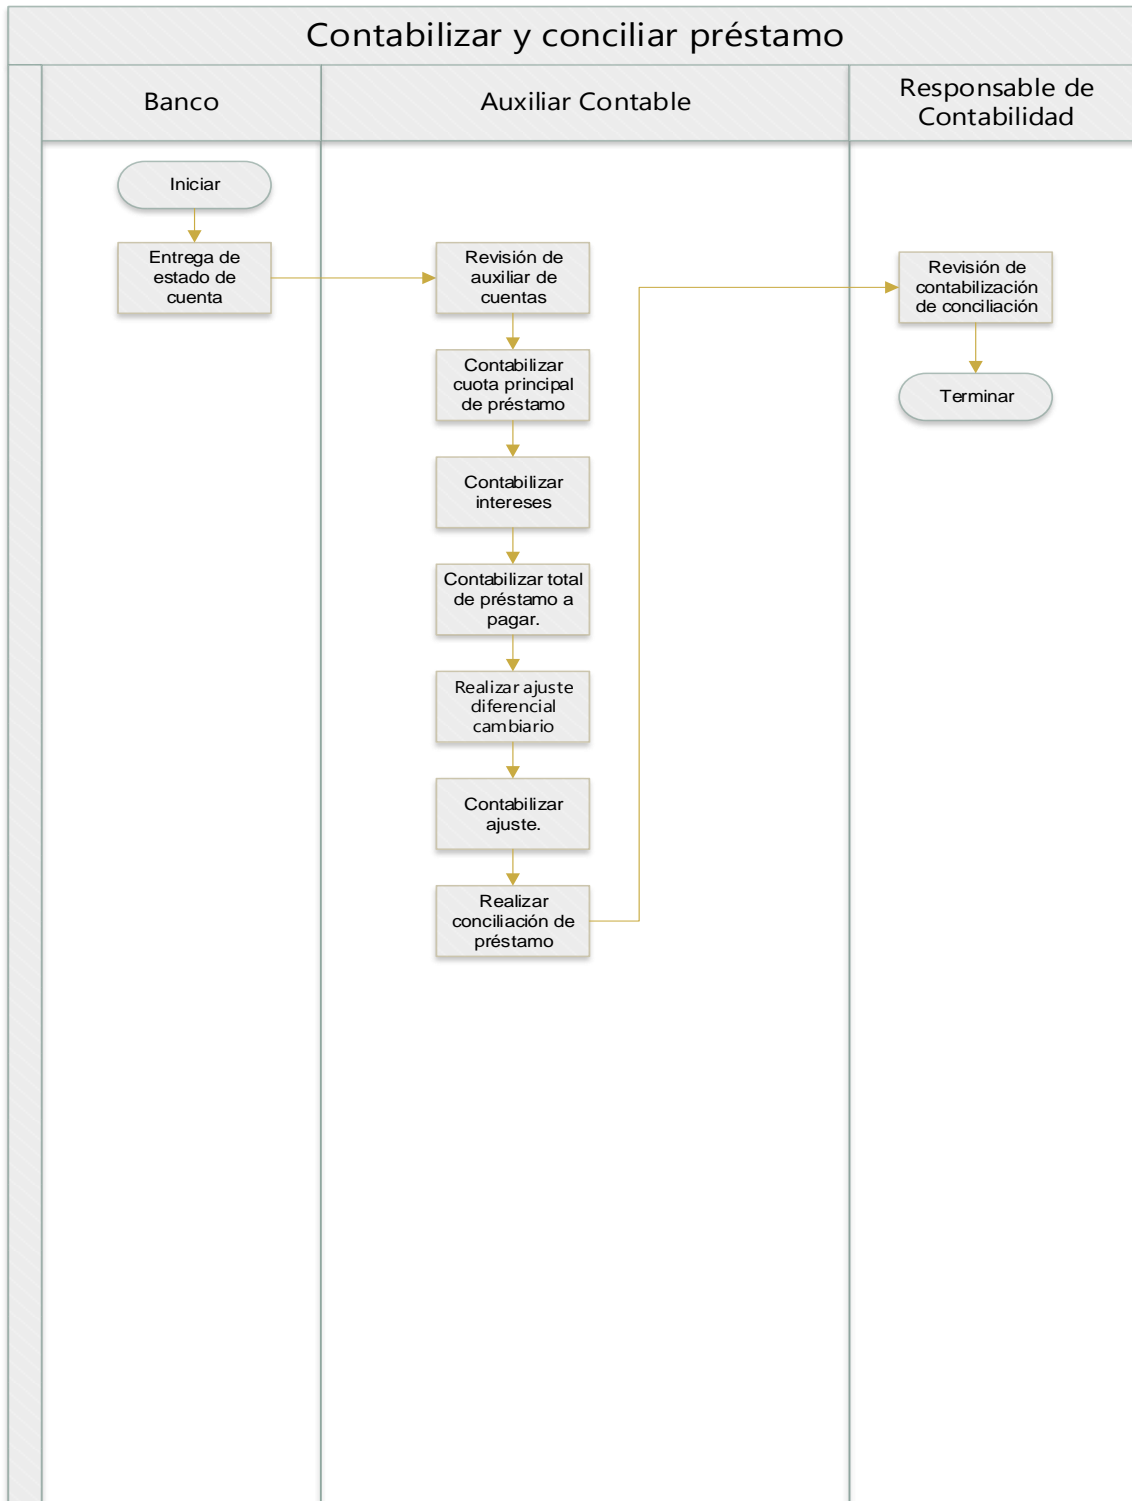 Contabilizar y conciliar préstamo
Banco
Auxiliar Contable
Responsable de
Contabilidad
Iniciar
Entrega de
estado de
cuenta
Revisión de
auxiliar de
cuentas
Contabilizar
cuota principal
de préstamo
Contabilizar
intereses
Contabilizar total
de préstamo a
pagar.
Realizar ajuste
diferencial
cambiario
Contabilizar
ajuste.
Realizar
conciliación de
préstamo
Revisión de
contabilización
de conciliación
Terminar